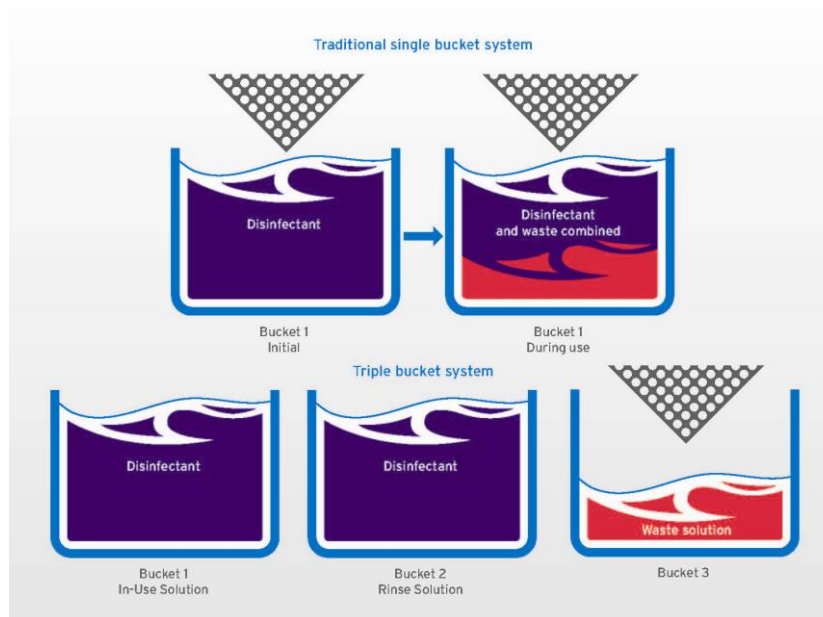 Traditional single bucket system
Disinfectant
Disinfectant
and waste combined
Bucket 1
Initial
Bucket 1
During use
Triple bucket system
Disinfectant
Disinfectant
Waste solution
Bucket 1
In-Use Solution
Bucket 2
Rinse Solution
Bucket 3